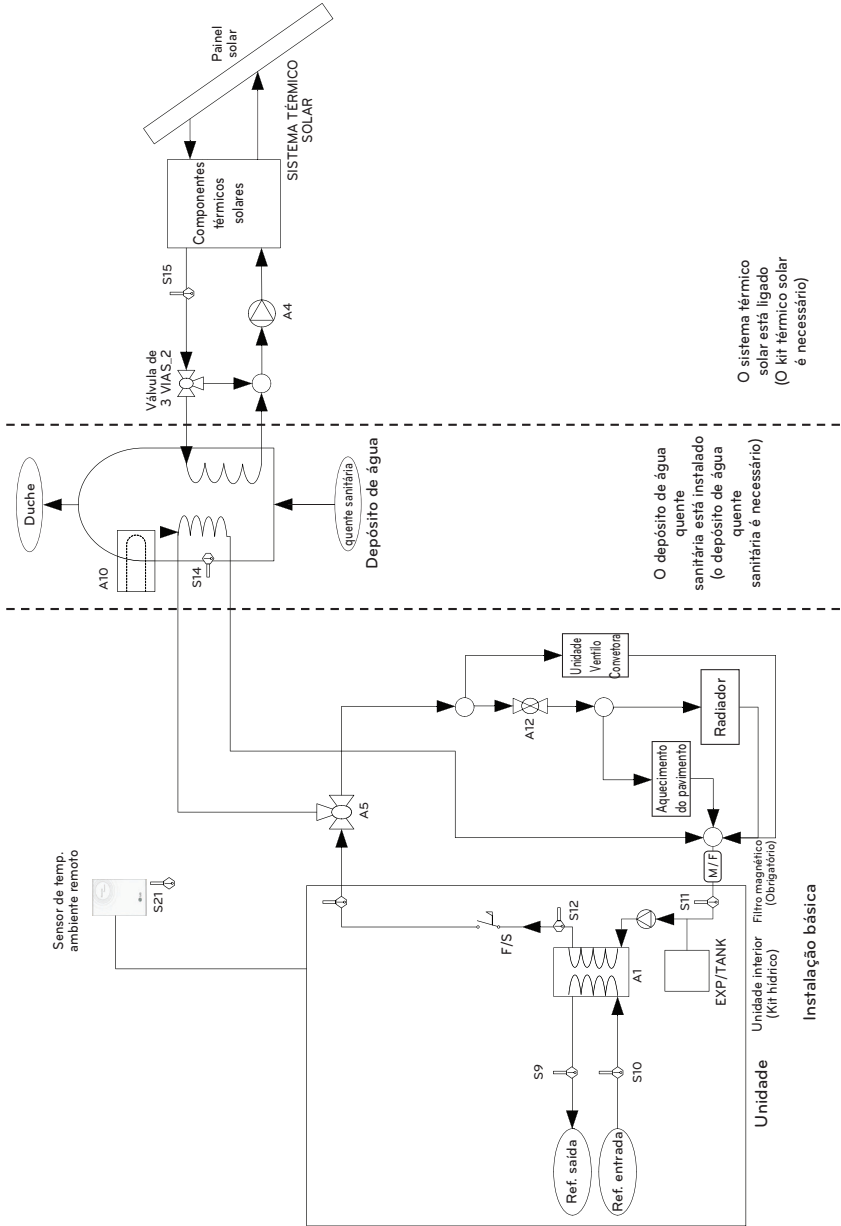 Painel
solar
SISTEMA TÉRMICO
SOLAR
Componentes
térmicos
solares
S15
A4
Válvula de
3 VIAS_2
O sistema térmico
solar está ligado
(O kit térmico solar
é necessário)
Duche
A10
S14
quente sanitária
Depósito de água
O depósito de água
quente
sanitária está instalado
(o depósito de água
quente
sanitária é necessário)
Sensor de temp.
ambiente remoto
S21
A5
A12
Unidade
Ventilo
Convetora
Radiador
Aquecimento
do pavimento
M/F
Filtro magnético
(Obrigatório)
S11
S12
F/S
A1
EXP/TANK
S9
S10
Ref. saída
Ref. entrada
Unidade interior
(Kit hídrico)
Unidade
Instalação básica